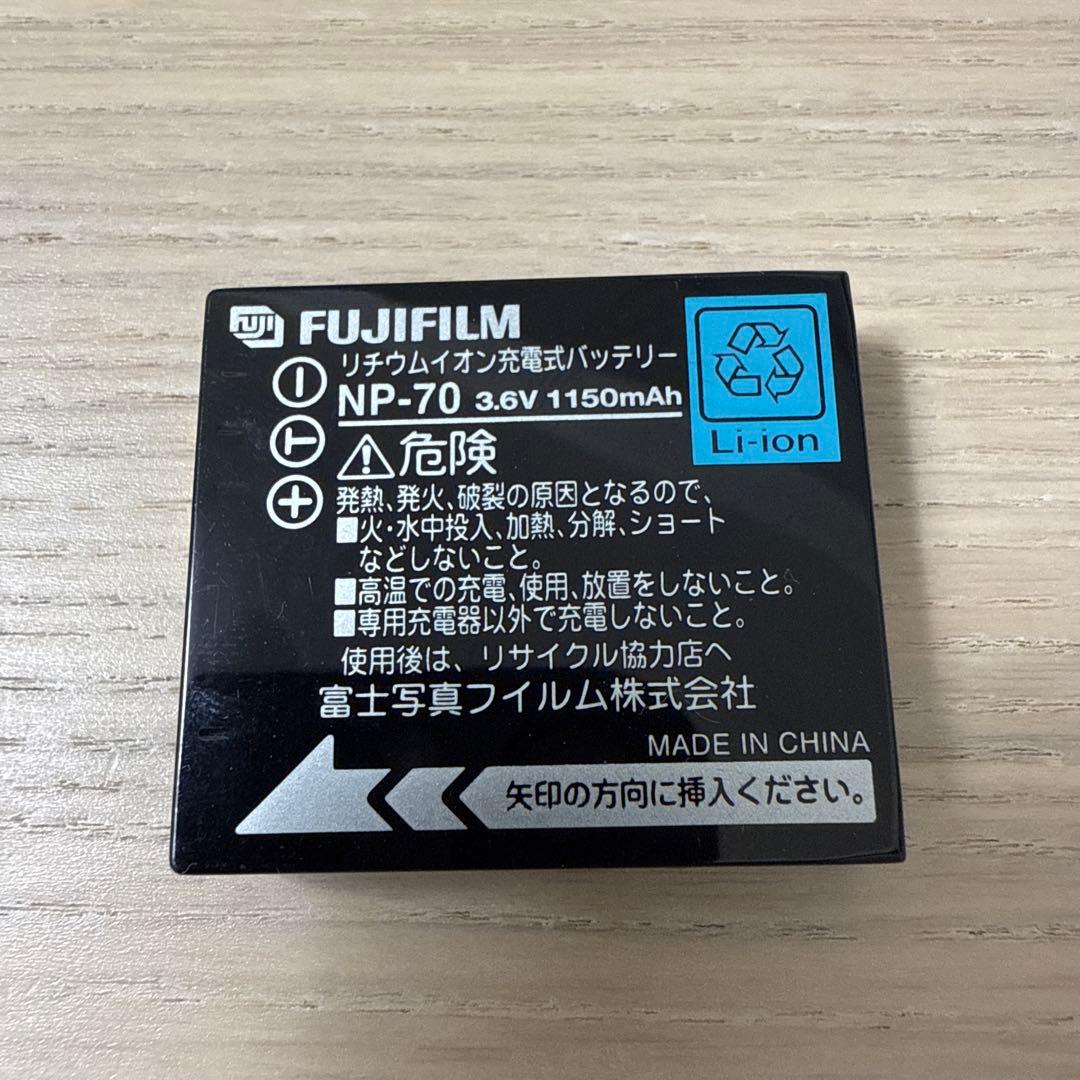 FUJI FUJIFILM
リチウムイオン充電式バッテリー
NP-70 3.6V 1150mAh
Li-ion
− T +
危険
発熱、発火、破裂の原因となるので、
■火・水中投入、加熱、分解、ショート
などしないこと。
■高温での充電、使用、放置をしないこと。
■専用充電器以外で充電しないこと。
使用後は、リサイクル協力店へ
富士写真フイルム株式会社
MADE IN CHINA
矢印の方向に挿入ください。